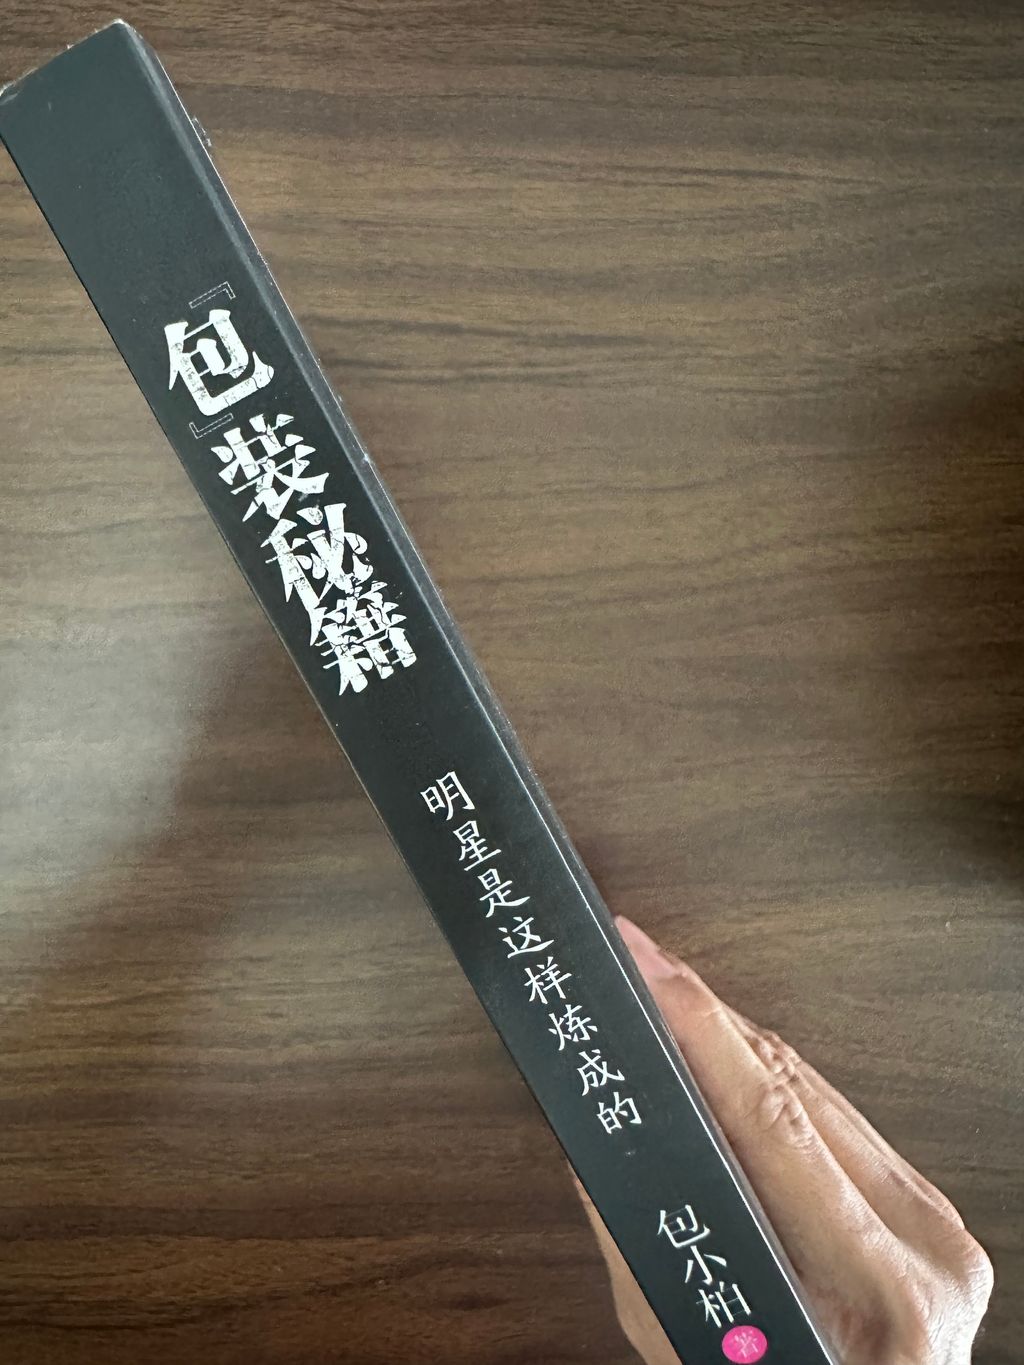 『包』装秘籍
明星是这样炼成的
包小柏 著